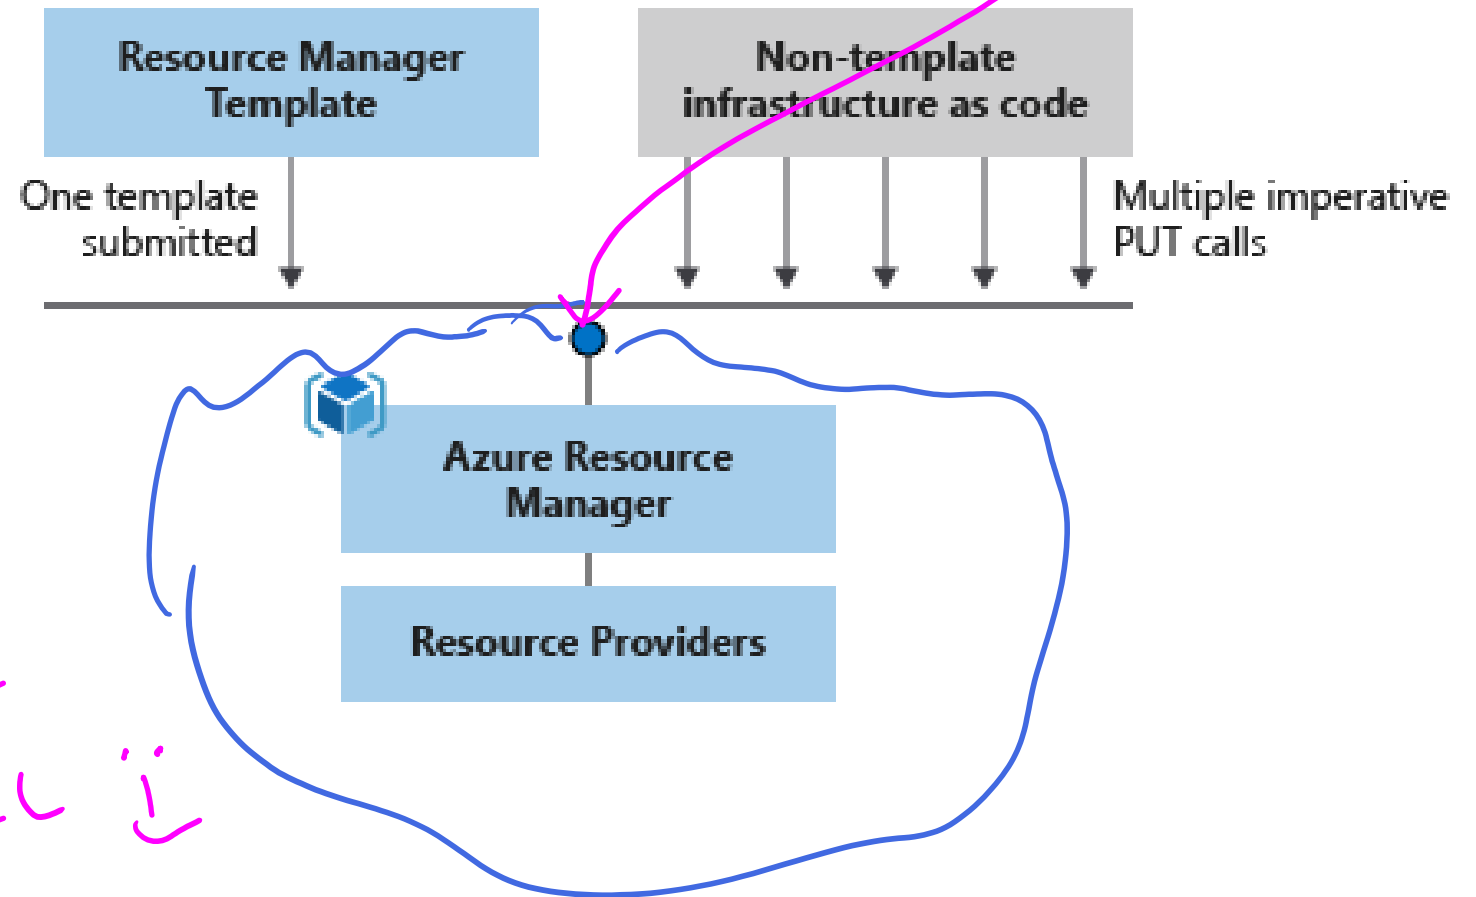 Resource Manager
Template
Non-template
infrastructure as code
One template
submitted
Multiple imperative
PUT calls
Azure Resource
Manager
Resource Providers